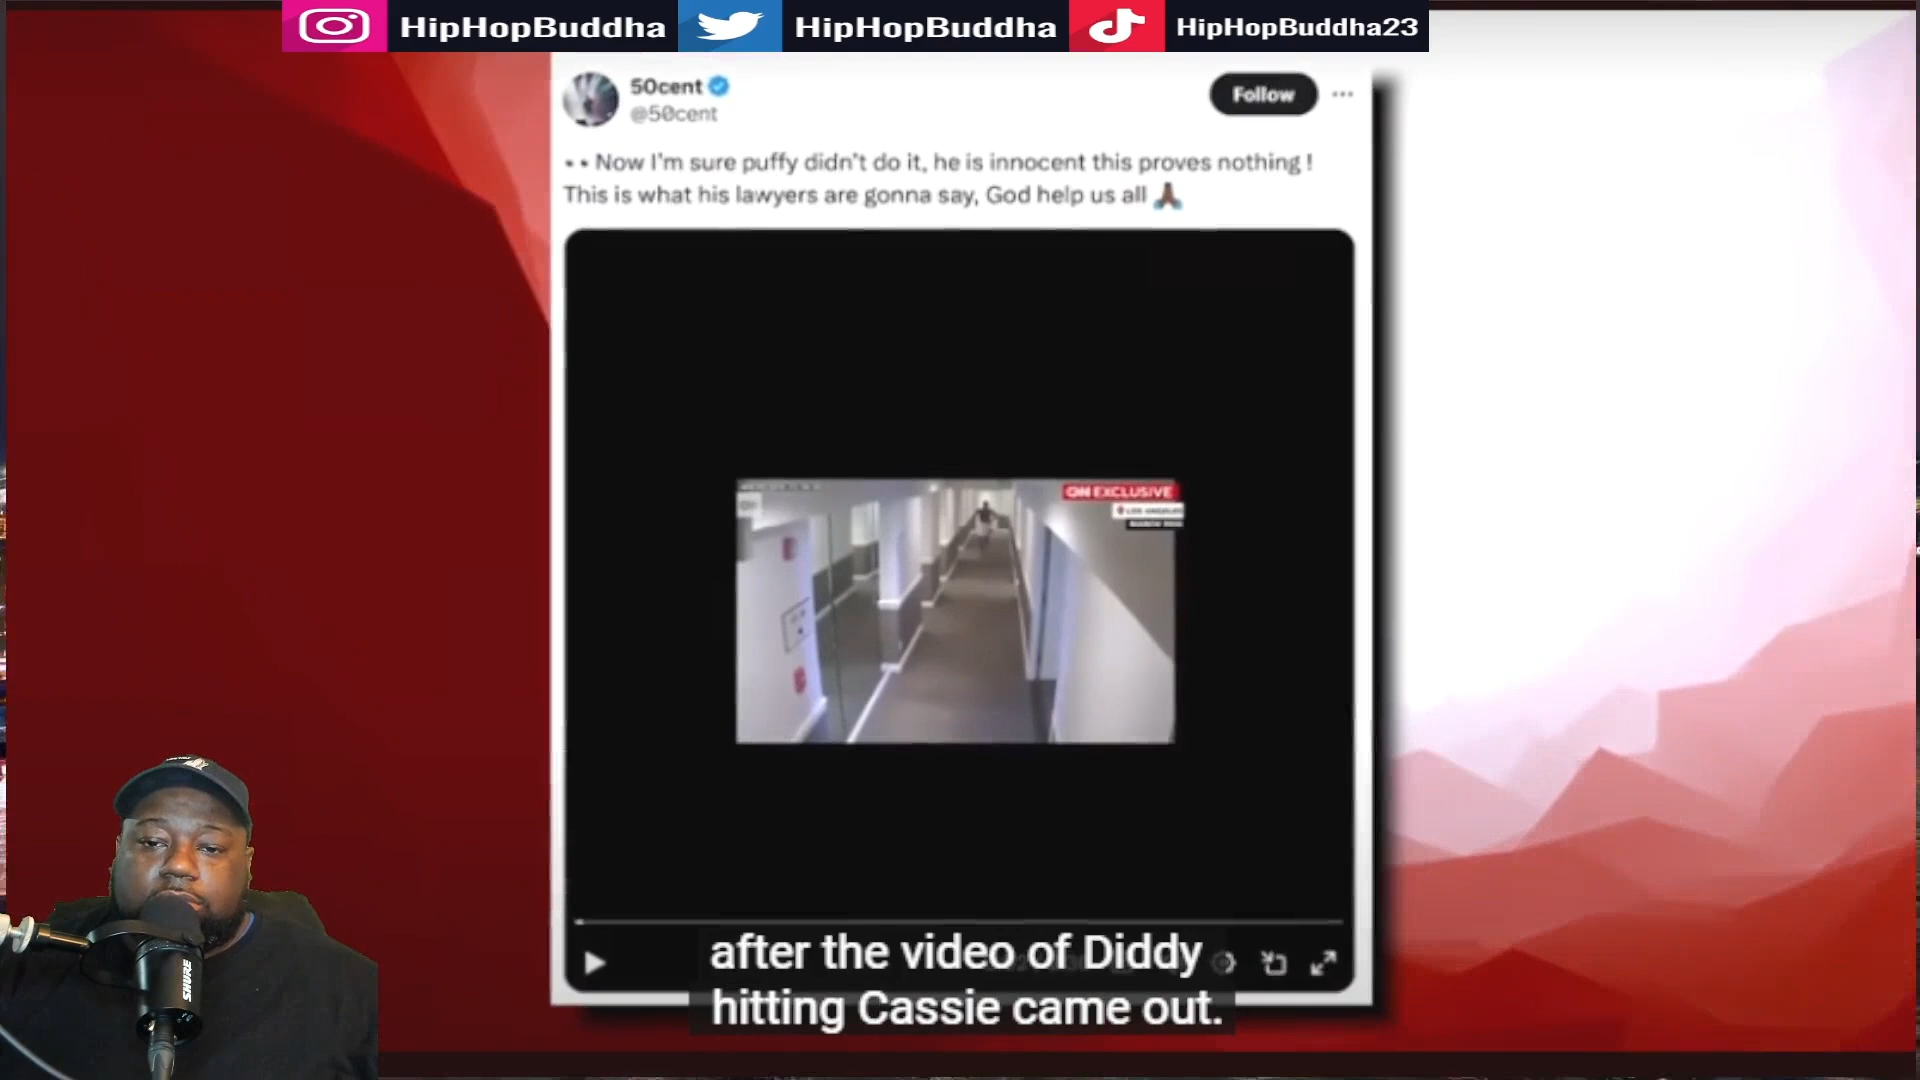 HipHopBuddha HipHopBuddha HipHopBuddha23
50cent
@50cent
Follow
Now I'm sure puffy didn't do it, he is innocent this proves nothing !
This is what his lawyers are gonna say, God help us all
CNN EXCLUSIVE
LOS ANGELES
after the video of Diddy
hitting Cassie came out.
SHURE